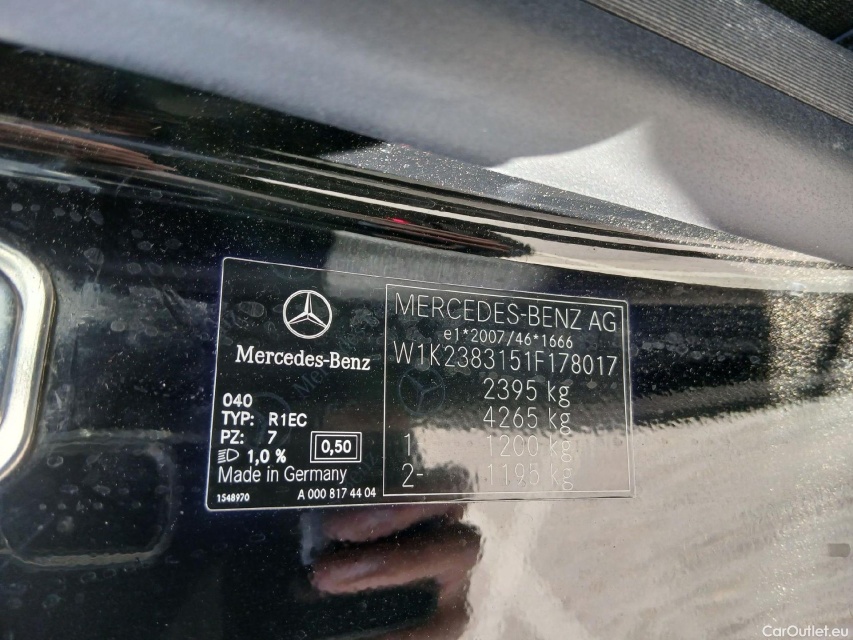 Mercedes-Benz
040
TYP: R1EC
PZ: 7
1,0 %
0,50
Made in Germany
1548970
A 000 817 44 04
MERCEDES-BENZ AG
e1*2007/46*1666
W1K2383151F178017
2395 kg
4265 kg
1- 1200 kg
2- 1195 kg
CarOutlet.eu